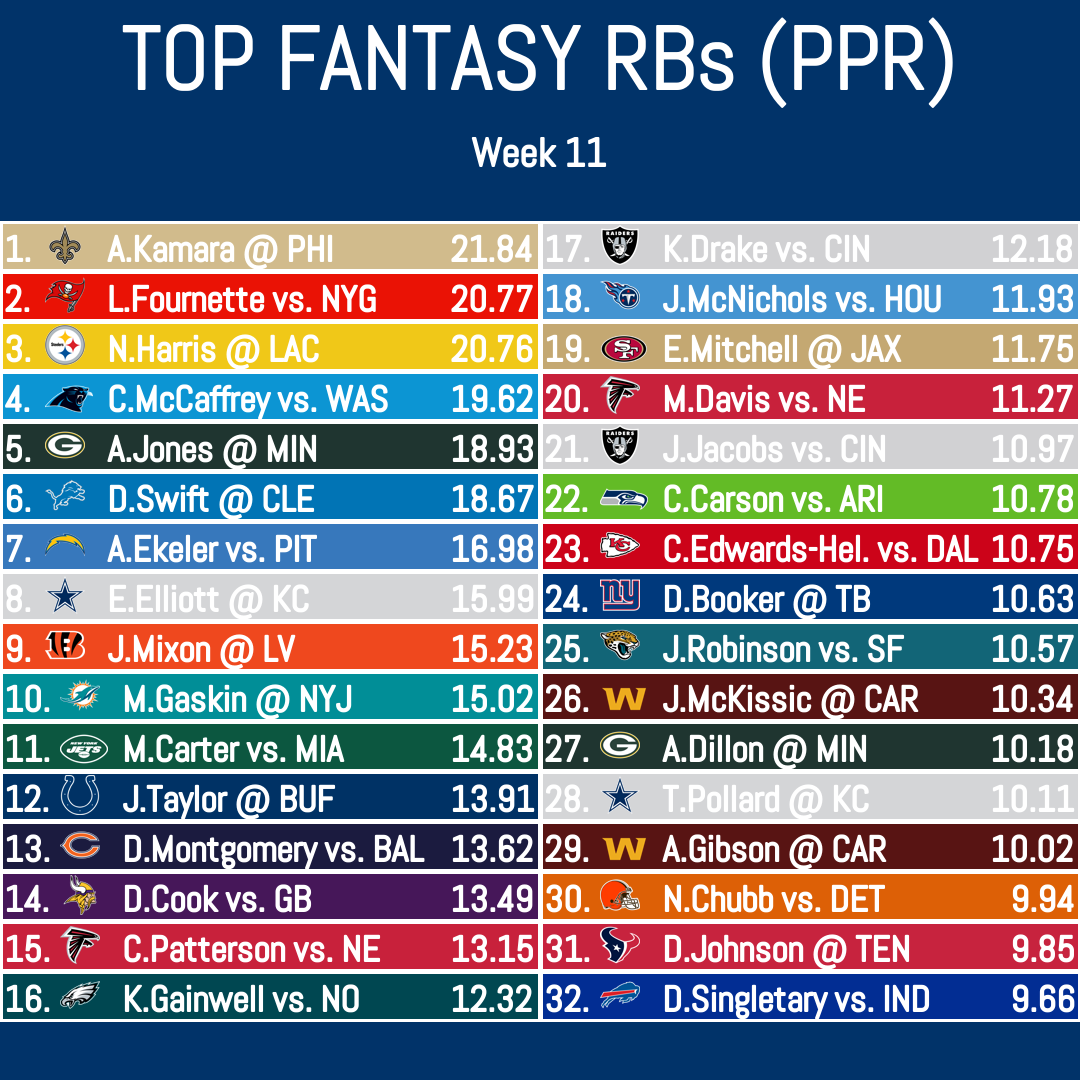 TOP FANTASY RBs (PPR)
Week 11
1. A.Kamara @ PHI 21.84
2. L.Fournette vs. NYG 20.77
3. Steelers N.Harris @ LAC 20.76
4. C.McCaffrey vs. WAS 19.62
5. G A.Jones @ MIN 18.93
6. D.Swift @ CLE 18.67
7. A.Ekeler vs. PIT 16.98
8. E.Elliott @ KC 15.99
9. J.Mixon @ LV 15.23
10. M.Gaskin @ NYJ 15.02
11. NEW YORK JETS M.Carter vs. MIA 14.83
12. J.Taylor @ BUF 13.91
13. C D.Montgomery vs. BAL 13.62
14. D.Cook vs. GB 13.49
15. C.Patterson vs. NE 13.15
16. K.Gainwell vs. NO 12.32
17. RAIDERS K.Drake vs. CIN 12.18
18. T J.McNichols vs. HOU 11.93
19. SF E.Mitchell @ JAX 11.75
20. M.Davis vs. NE 11.27
21. RAIDERS J.Jacobs vs. CIN 10.97
22. C.Carson vs. ARI 10.78
23. KC C.Edwards-Hel. vs. DAL 10.75
24. ny D.Booker @ TB 10.63
25. J.Robinson vs. SF 10.57
26. W J.McKissic @ CAR 10.34
27. G A.Dillon @ MIN 10.18
28. T.Pollard @ KC 10.11
29. W A.Gibson @ CAR 10.02
30. N.Chubb vs. DET 9.94
31. D.Johnson @ TEN 9.85
32. D.Singletary vs. IND 9.66